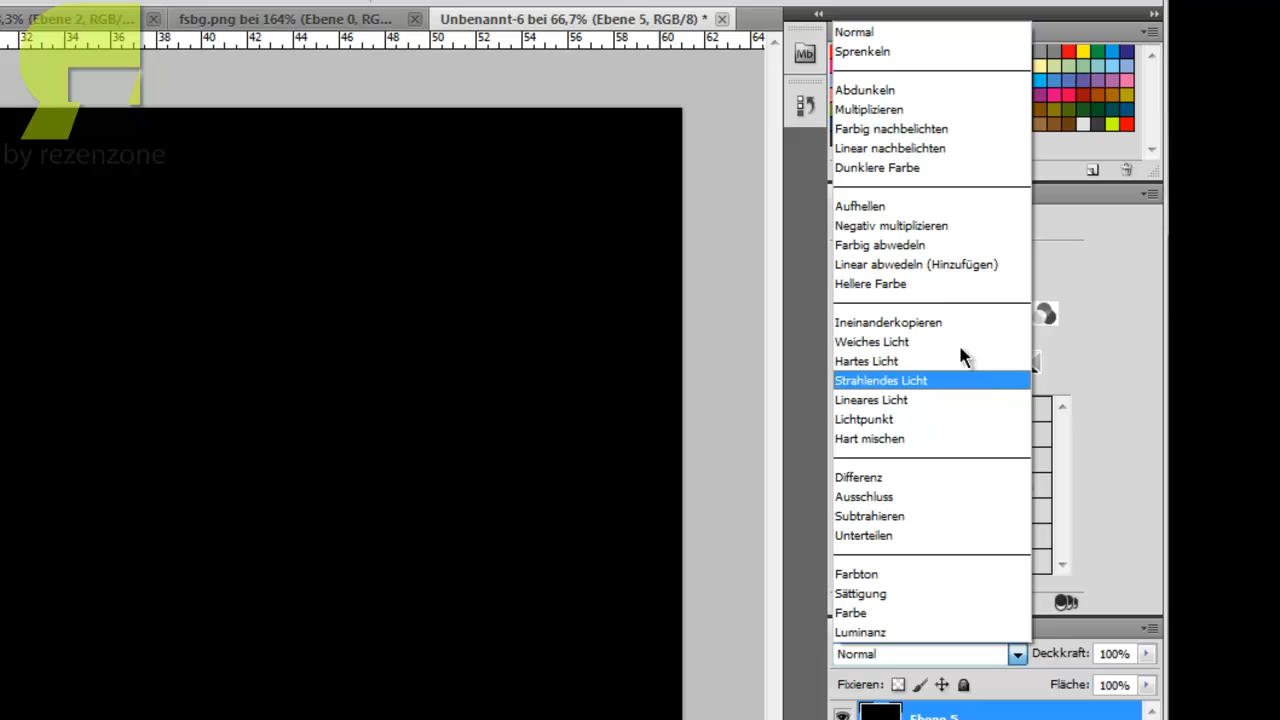 ,3% (Ebene 2, RGB/...
fsbg.png bei 164% (Ebene 0, RG...
Unbenannt-6 bei 66,7% (Ebene 5, RGB/8) *
32 34 36 38 40 42 44 46 48 50 52 54 56 58 60 62 64
by rezenzone
Mb
Normal
Sprenkeln
Abdunkeln
Multiplizieren
Farbig nachbelichten
Linear nachbelichten
Dunklere Farbe
Aufhellen
Negativ multiplizieren
Farbig abwedeln
Linear abwedeln (Hinzufügen)
Hellere Farbe
Ineinanderkopieren
Weiches Licht
Hartes Licht
Strahlendes Licht
Lineares Licht
Lichtpunkt
Hart mischen
Differenz
Ausschluss
Subtrahieren
Unterteilen
Farbton
Sättigung
Farbe
Luminanz
Normal
Deckkraft: 100%
Fixieren:
Fläche: 100%
Ebene 5